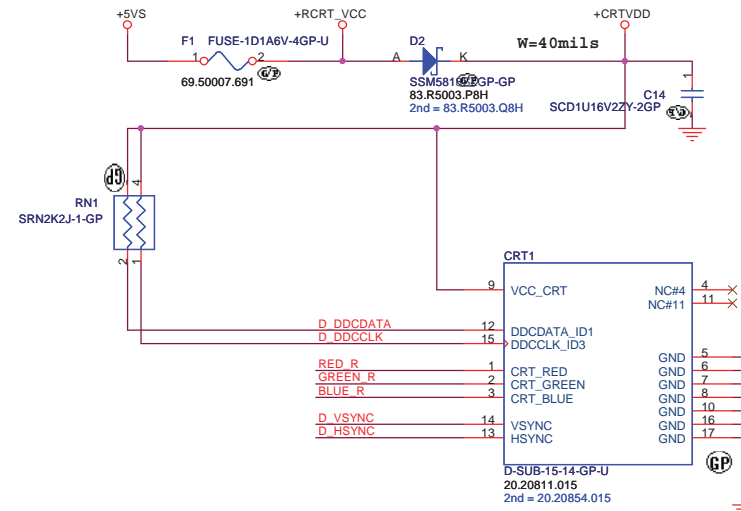 +5VS
+RCRT_VCC
+CRTVDD
F1 FUSE-1D1A6V-4GP-U
1
2
69.50007.691
GP
D2
A
K
W=40mils
83.R5003.P8H
2nd = 83.R5003.Q8H
1
C14
SCD1U16V2ZY-2GP
GP
4
RN1
SRN2K2J-1-GP
2
1
CRT1
9
VCC_CRT
NC#4
4
NC#11
11
D_DDCDATA
12
DDCDATA_ID1
D_DDCCLK
15
DDCCLK_ID3
RED_R
1
CRT_RED
GREEN_R
2
CRT_GREEN
BLUE_R
3
CRT_BLUE
D_VSYNC
14
VSYNC
D_HSYNC
13
HSYNC
GND
5
GND
6
GND
7
GND
8
GND
10
GND
16
GND
17
GP
D-SUB-15-14-GP-U
20.20811.015
2nd = 20.20854.015